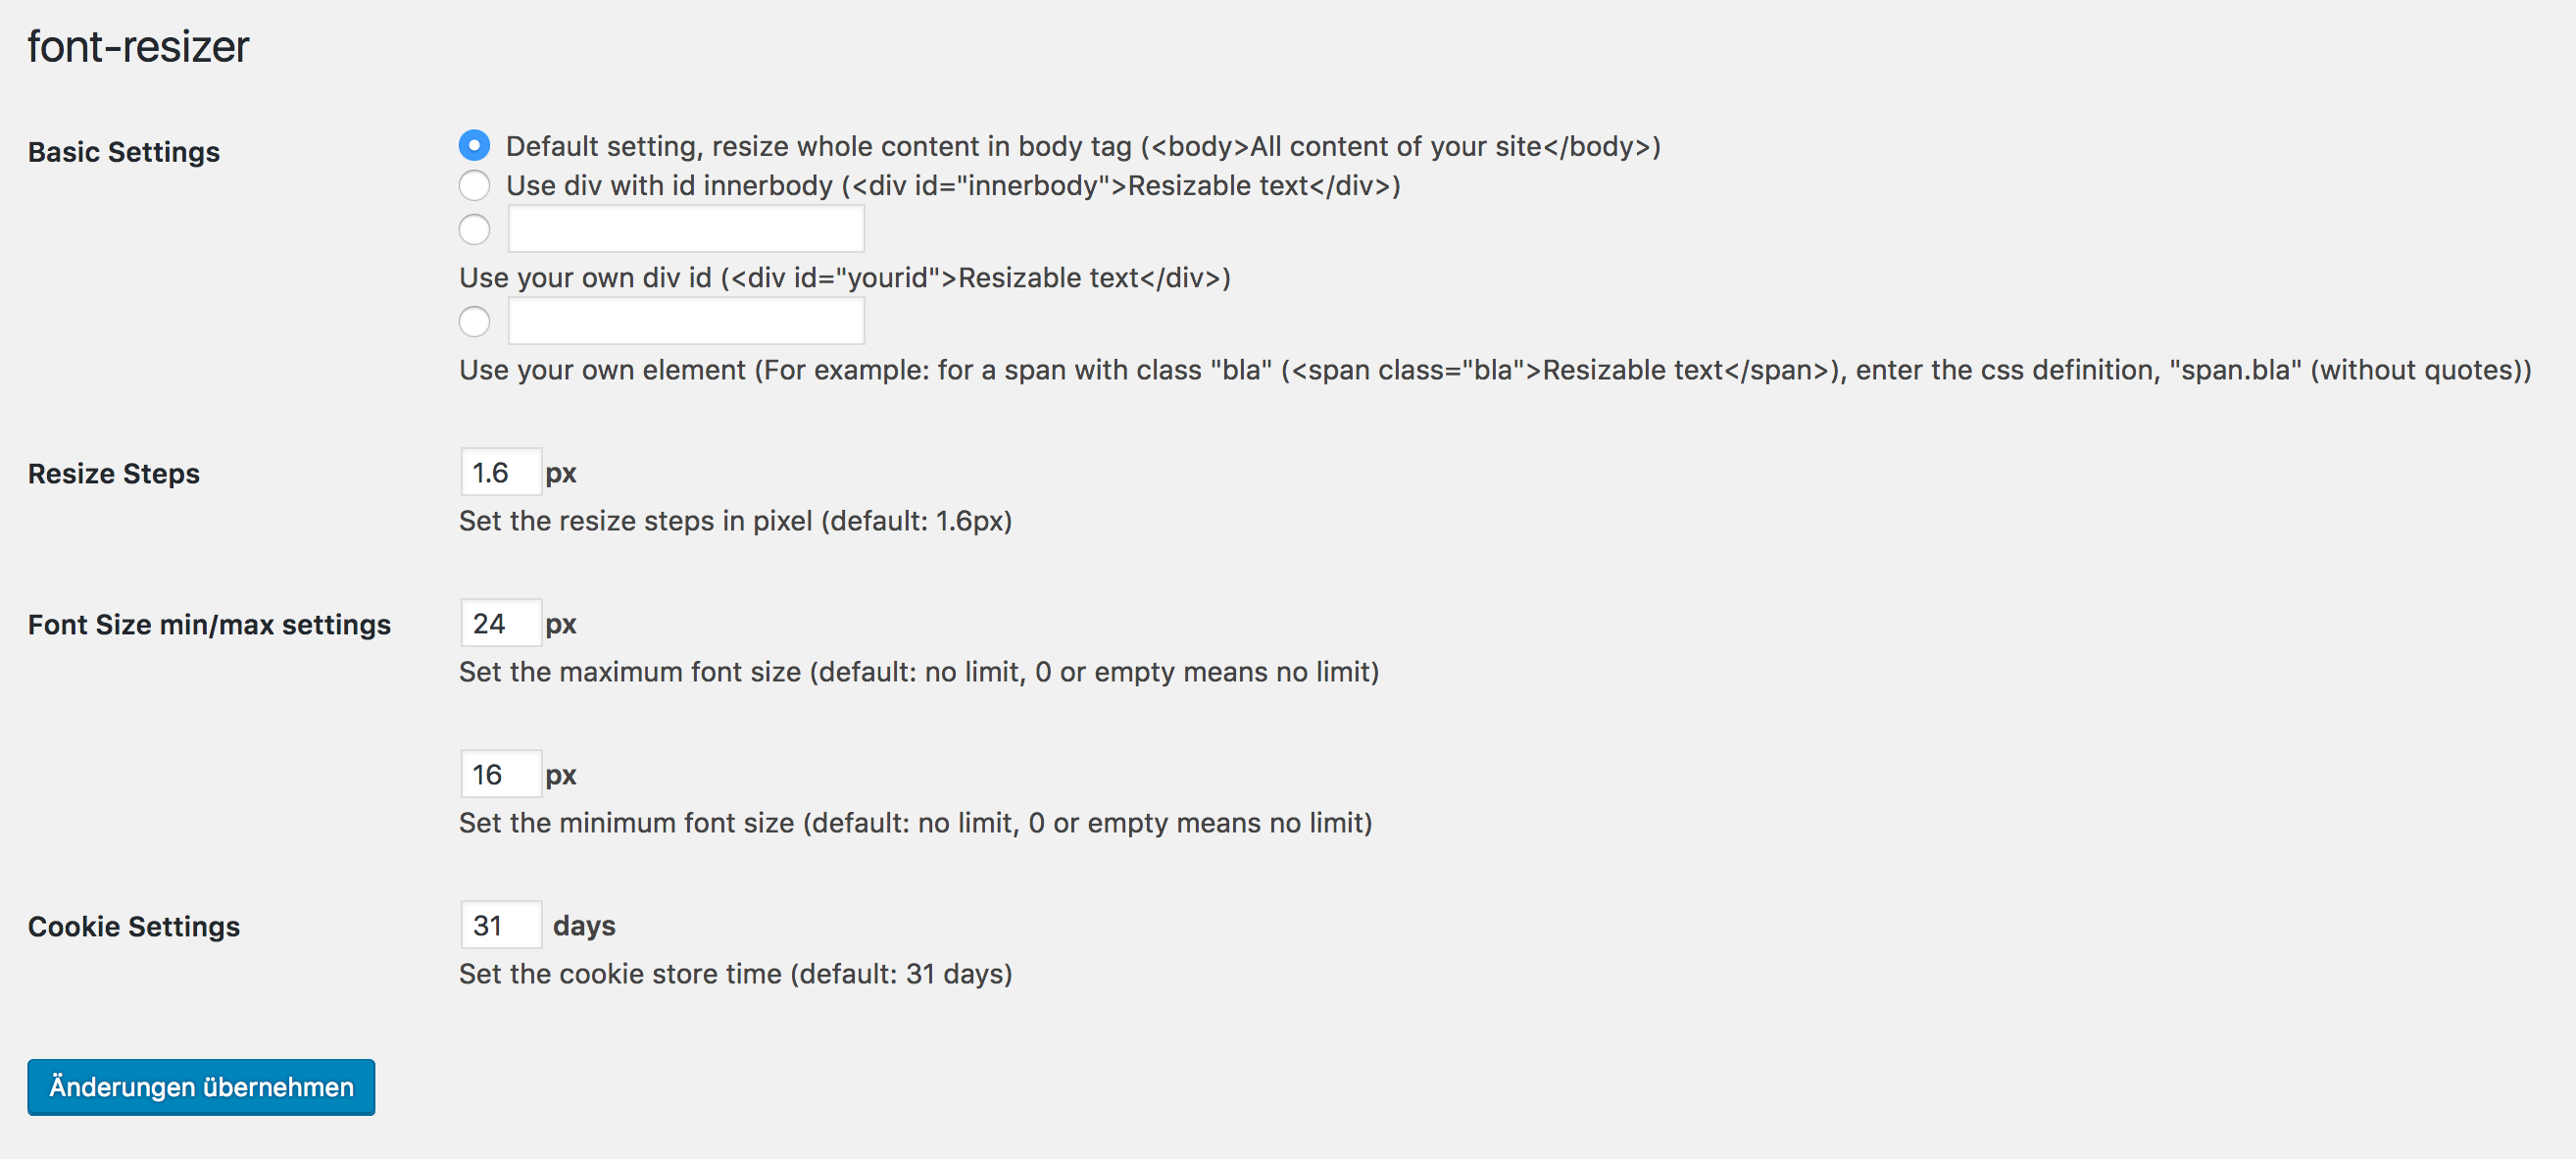 font-resizer
Basic Settings
Default setting, resize whole content in body tag (<body>All content of your site</body>)
Use div with id innerbody (<div id="innerbody">Resizable text</div>)
Use your own div id (<div id="yourid">Resizable text</div>)
Use your own element (For example: for a span with class "bla" (<span class="bla">Resizable text</span>), enter the css definition, "span.bla" (without quotes))
Resize Steps
1.6 px
Set the resize steps in pixel (default: 1.6px)
Font Size min/max settings
24 px
Set the maximum font size (default: no limit, 0 or empty means no limit)
16 px
Set the minimum font size (default: no limit, 0 or empty means no limit)
Cookie Settings
31 days
Set the cookie store time (default: 31 days)
Änderungen übernehmen